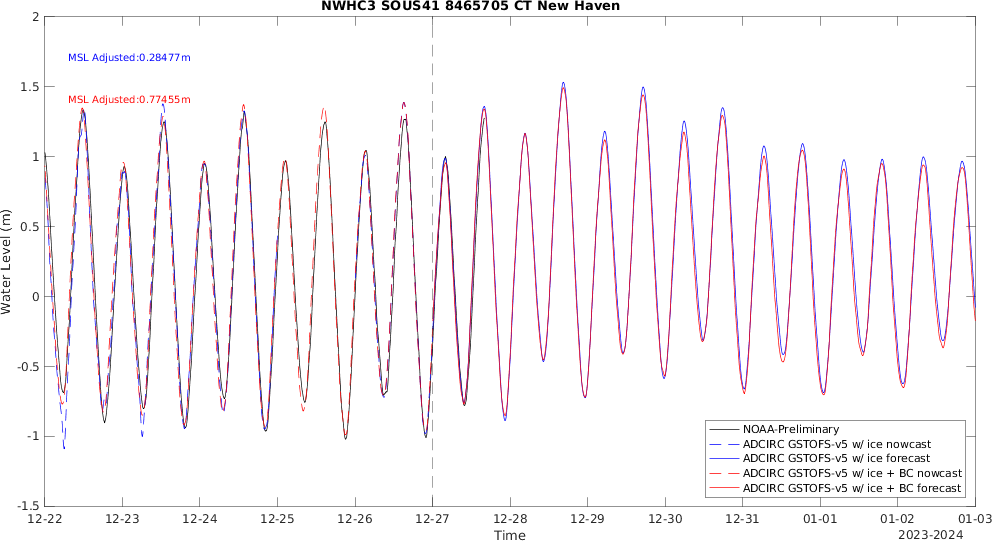 NWHC3 SOUS41 8465705 CT New Haven
MSL Adjusted:0.28477m
MSL Adjusted:0.77455m
Water Level (m)
2
1.5
1
0.5
0
-0.5
-1
-1.5
NOAA-Preliminary
ADCIRC GSTOFS-v5 w/ ice nowcast
ADCIRC GSTOFS-v5 w/ ice forecast
ADCIRC GSTOFS-v5 w/ ice + BC nowcast
ADCIRC GSTOFS-v5 w/ ice + BC forecast
12-22 12-23 12-24 12-25 12-26 12-27 12-28 12-29 12-30 12-31 01-01 01-02 01-03
Time
2023-2024